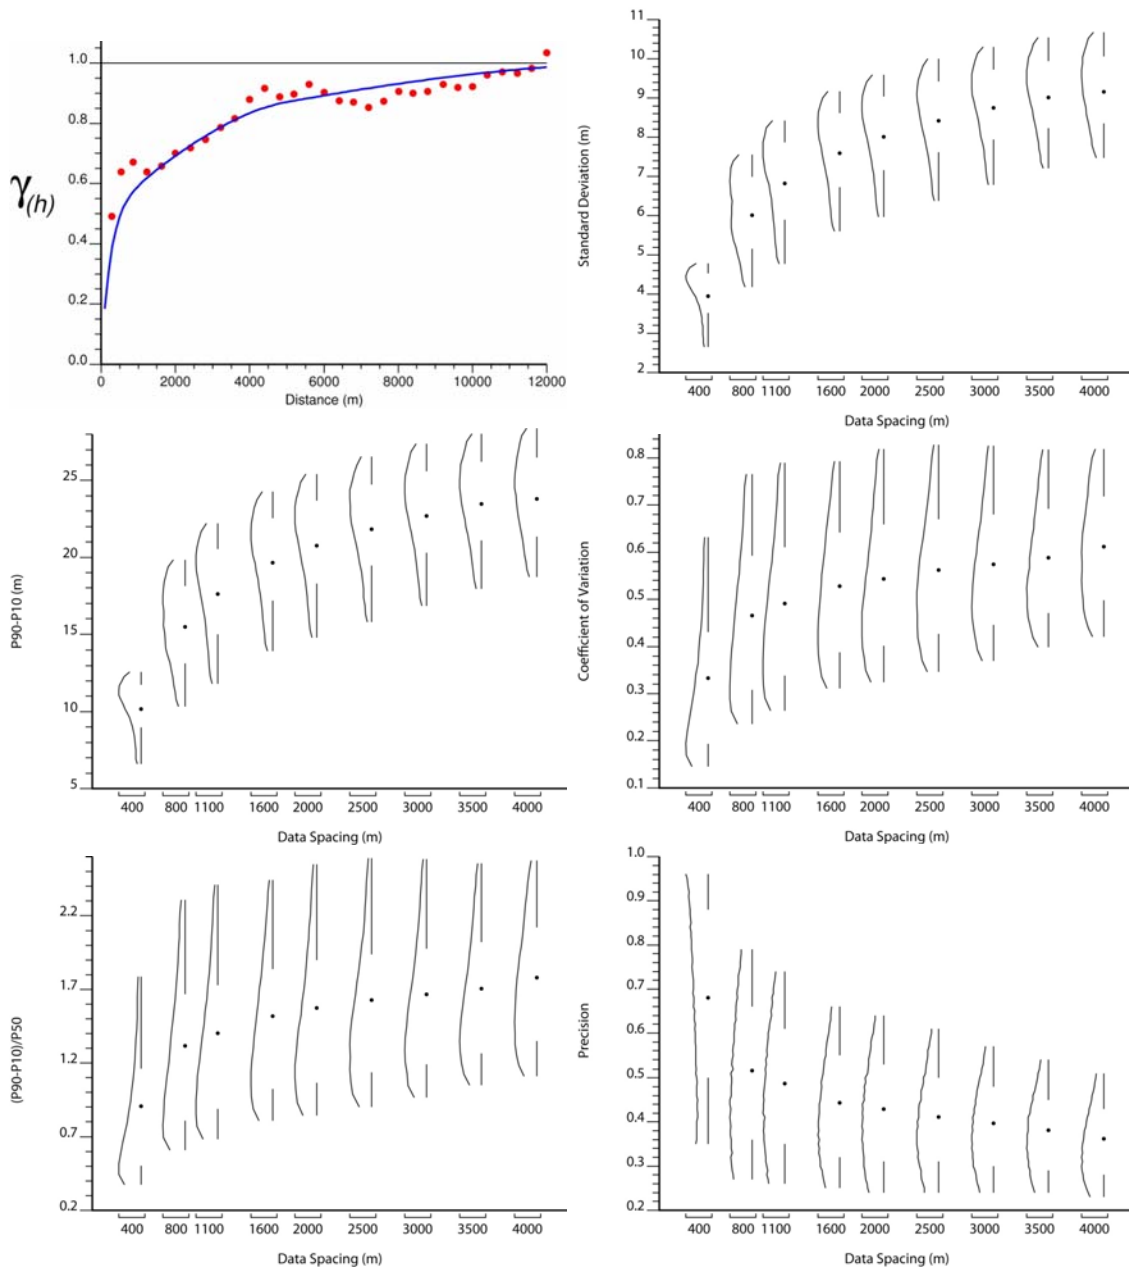 1.0
0.8
0.6
0.4
0.2
0.0
γ(h)
0 2000 4000 6000 8000 10000 12000
Distance (m)
11
10
9
8
7
6
5
4
3
2
Standard Deviation (m)
400 800 1100 1600 2000 2500 3000 3500 4000
Data Spacing (m)
25
20
15
10
5
P90-P10 (m)
400 800 1100 1600 2000 2500 3000 3500 4000
Data Spacing (m)
0.8
0.7
0.6
0.5
0.4
0.3
0.2
0.1
Coefficient of Variation
400 800 1100 1600 2000 2500 3000 3500 4000
Data Spacing (m)
2.2
1.7
1.2
0.7
0.2
(P90-P10)/P50
400 800 1100 1600 2000 2500 3000 3500 4000
Data Spacing (m)
1.0
0.9
0.8
0.7
0.6
0.5
0.4
0.3
0.2
Precision
400 800 1100 1600 2000 2500 3000 3500 4000
Data Spacing (m)